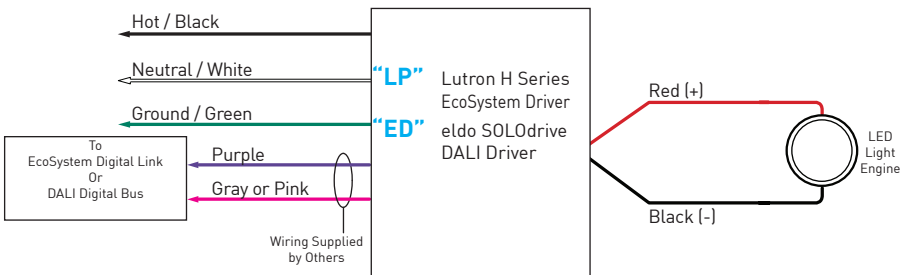 Hot / Black
Neutral / White
Ground / Green
To
EcoSystem Digital Link
Or
DALI Digital Bus
Purple
Gray or Pink
Wiring Supplied
by Others
“LP” Lutron H Series
EcoSystem Driver
“ED” eldo SOLOdrive
DALI Driver
Red (+)
Black (-)
LED
Light
Engine